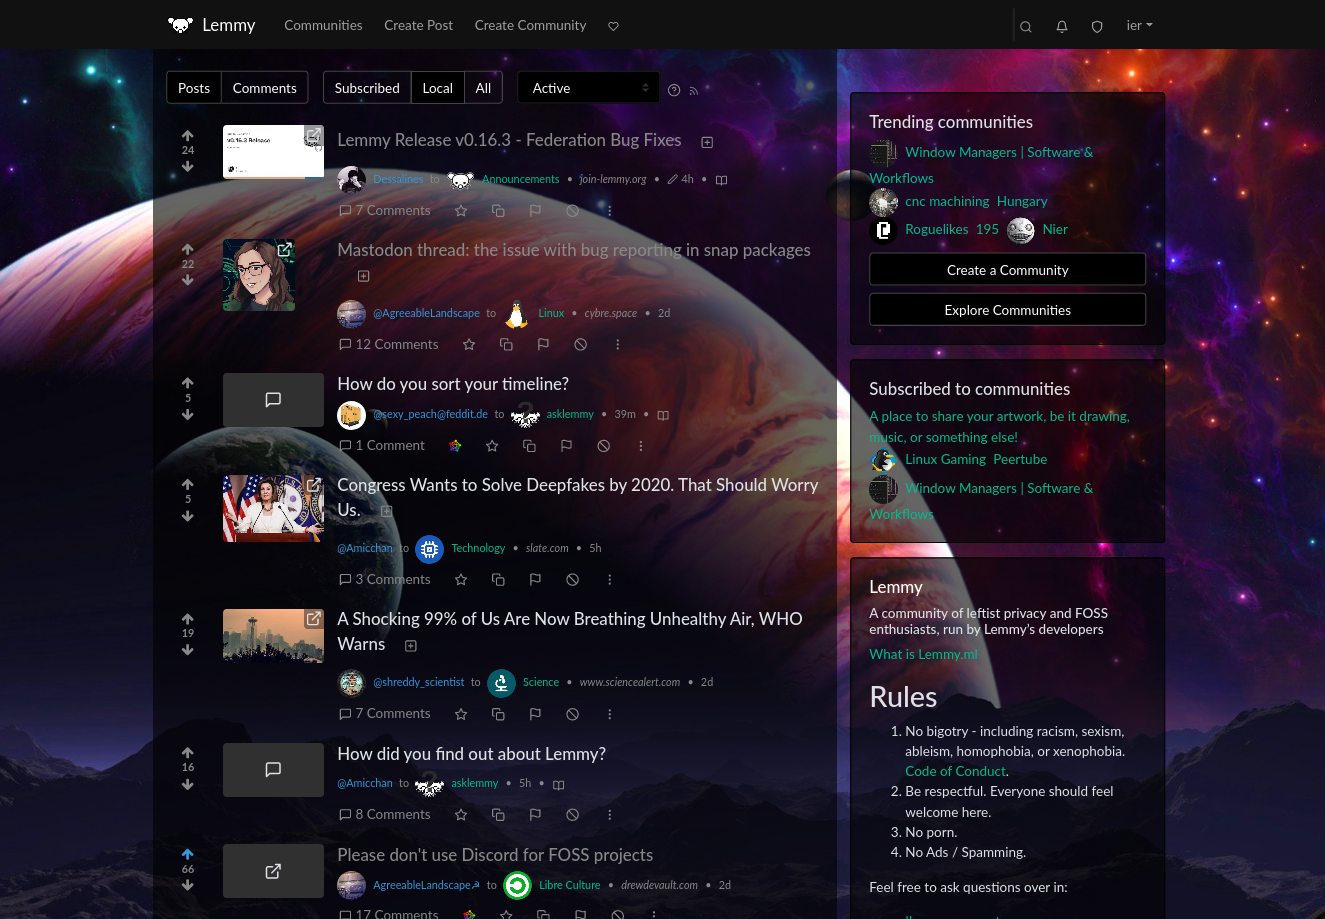 Lemmy Communities Create Post Create Community ier
Posts Comments Subscribed Local All Active
24
v0.16.3 Release
Lemmy Release v0.16.3 - Federation Bug Fixes
Dessalines to Announcements • join-lemmy.org • 4h •
7 Comments
22
Mastodon thread: the issue with bug reporting in snap packages
@AgreeableLandscape to Linux • cybre.space • 2d
12 Comments
5
How do you sort your timeline?
@sexy_peach@feddit.de to asklemmy • 39m •
1 Comment
5
Congress Wants to Solve Deepfakes by 2020. That Should Worry
Us.
@Amicchan to Technology • slate.com • 5h
3 Comments
19
A Shocking 99% of Us Are Now Breathing Unhealthy Air, WHO
Warns
@shreddy_scientist to Science • www.sciencealert.com • 2d
7 Comments
16
How did you find out about Lemmy?
@Amicchan to asklemmy • 5h •
8 Comments
66
Please don't use Discord for FOSS projects
AgreeableLandscape☭ to Libre Culture • drewdevault.com • 2d
17 Comments
Trending communities
Window Managers | Software &
Workflows
cnc machining Hungary
Roguelikes 195 Nier
Create a Community
Explore Communities
Subscribed to communities
A place to share your artwork, be it drawing,
music, or something else!
Linux Gaming Peertube
Window Managers | Software &
Workflows
Lemmy
A community of leftist privacy and FOSS
enthusiasts, run by Lemmy's developers
What is Lemmy.ml
Rules
1. No bigotry - including racism, sexism,
ableism, homophobia, or xenophobia.
Code of Conduct.
2. Be respectful. Everyone should feel
welcome here.
3. No porn.
4. No Ads / Spamming.
Feel free to ask questions over in: